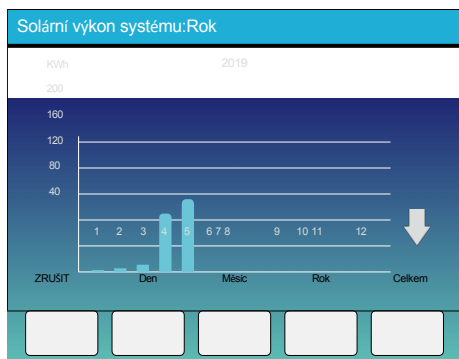 Solární výkon systému:Rok
KWh 2019
200
160
120
80
40
1 2 3 4 5 6 7 8 9 10 11 12
ZRUŠIT Den Měsíc Rok Celkem